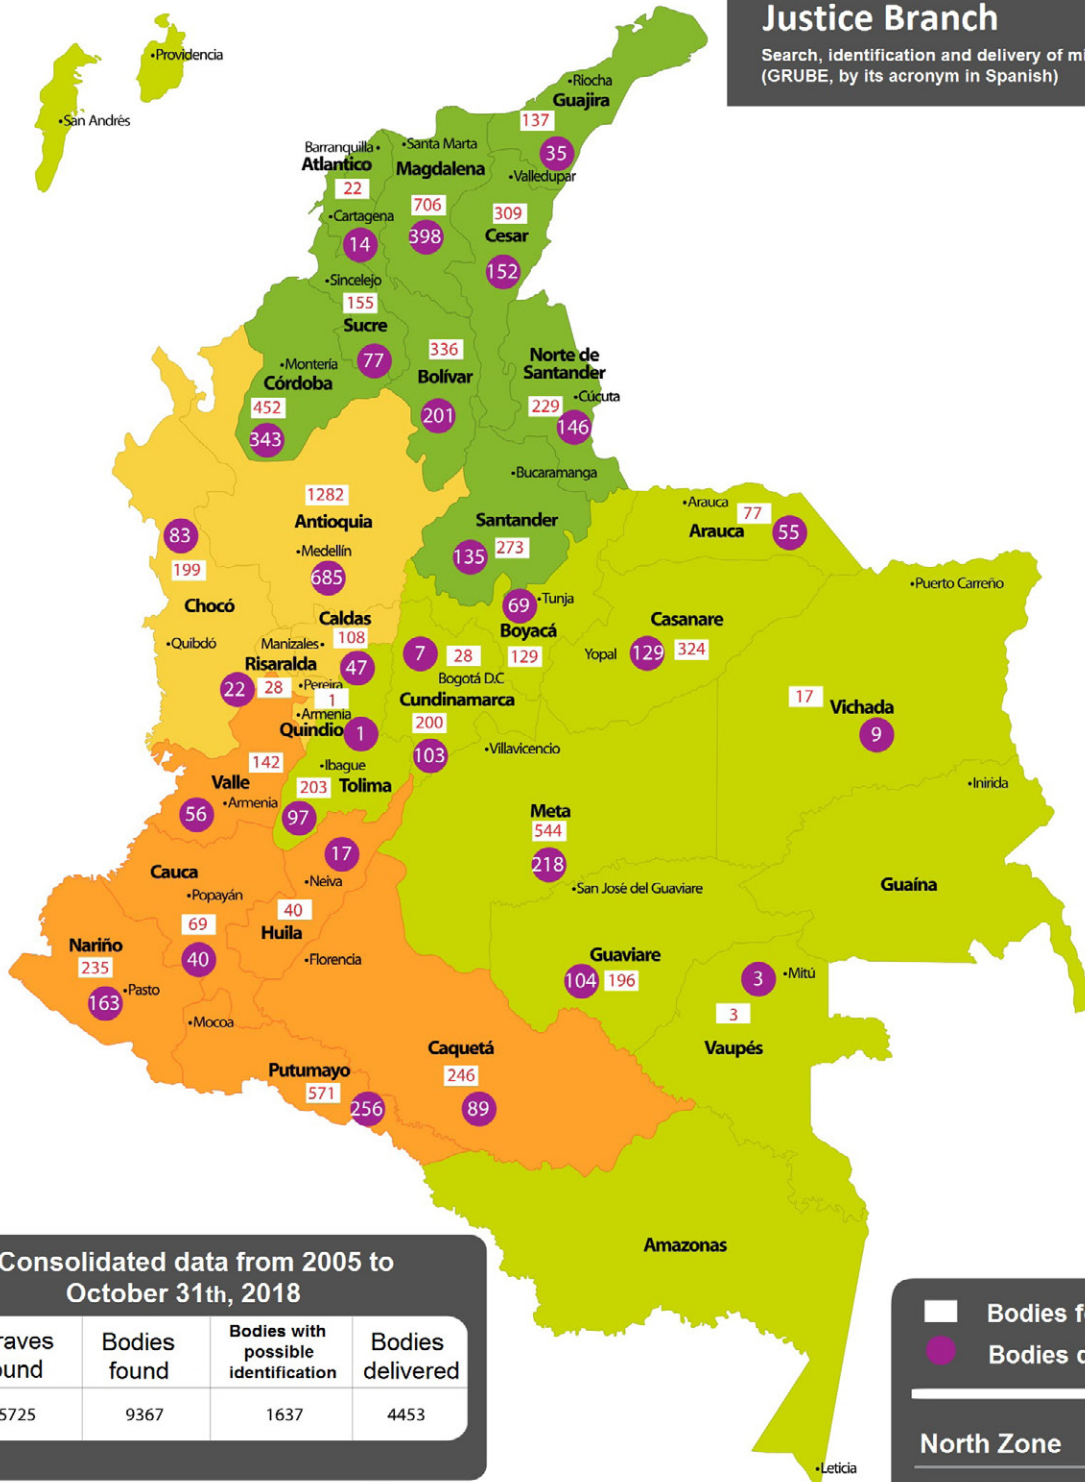 Justice Branch
Search, identification and delivery of mi
(GRUBE, by its acronym in Spanish)
•Providencia
•San Andrés
•Riocha
Guajira
137
35
Barranquilla•
Atlantico
22
•Santa Marta
Magdalena
•Valledupar
706
398
309
Cesar
152
•Cartagena
14
•Sincelejo
155
Sucre
77
336
Bolívar
201
Norte de
Santander
•Cúcuta
229
146
•Montería
Córdoba
452
343
•Bucaramanga
1282
Antioquia
•Medellín
685
Santander
135
273
•Arauca
77
Arauca
55
83
199
Chocó
•Quibdó
69
•Tunja
Boyacá
129
Casanare
Yopal
129
324
•Puerto Carreño
Caldas
Manizales•
108
47
Risaralda
22
28
•Pereira
1
•Armenia
Quindio
1
7
28
Bogotá D.C
Cundinamarca
200
103
•Villavicencio
17
Vichada
9
•Inirida
142
Valle
•Armenia
56
•Ibague
203
Tolima
97
Meta
544
218
•San José del Guaviare
Guaína
17
•Neiva
40
Huila
Cauca
•Popayán
69
40
Nariño
235
•Pasto
163
•Florencia
•Mocoa
Guaviare
104
196
3
•Mitú
3
Vaupés
Caquetá
246
89
Putumayo
571
256
Amazonas
•Leticia
Consolidated data from 2005 to
October 31th, 2018
raves
ound
Bodies
found
Bodies with
possible
identification
Bodies
delivered
5725
9367
1637
4453
Bodies f
Bodies d
North Zone